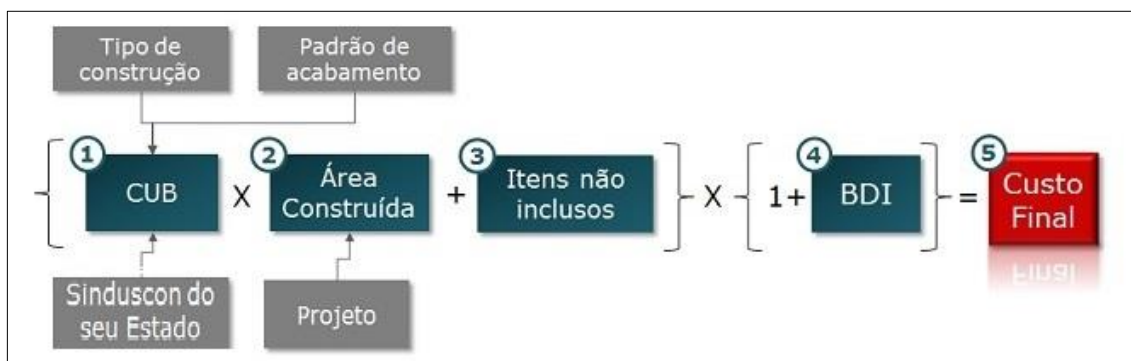 Tipo de
construção
Padrão de
acabamento
1
CUB
X
2
Área
Construída
+
3
Itens não
inclusos
X
1+
4
BDI
=
5
Custo
Final
Sinduscon do
seu Estado
Projeto